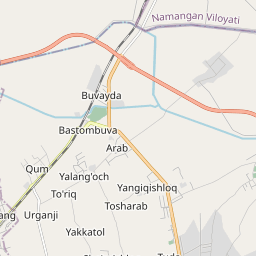 Namangan Viloyati
Buvayda
Bastombuva
Arab
Qum
Yalang'och
To'riq
Yangiqishloq
Urganji
Tosharab
Yakkatol